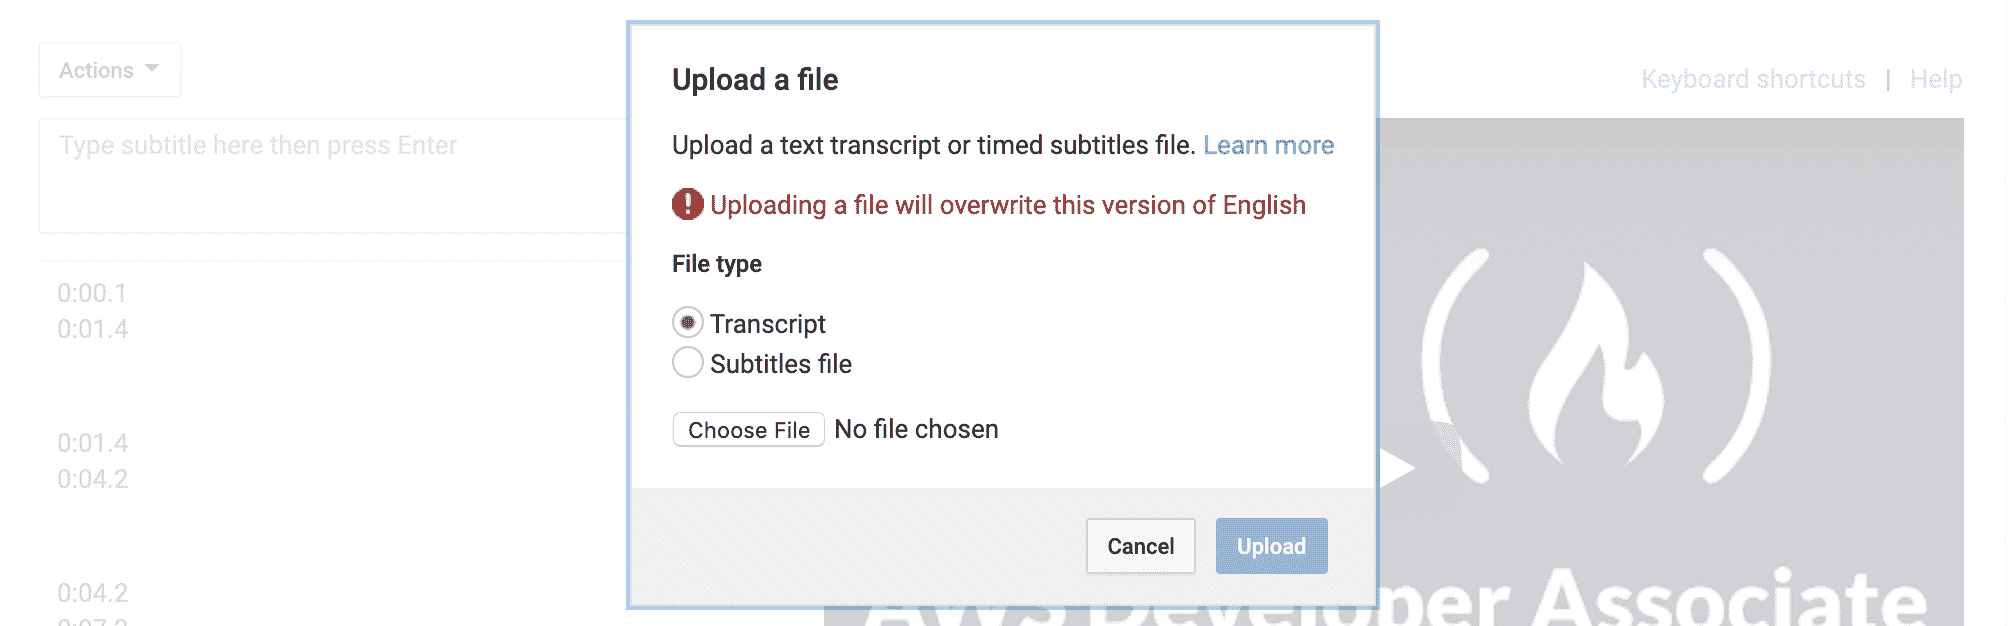 Actions
Keyboard shortcuts | Help
Type subtitle here then press Enter
0:00.1
0:01.4
0:01.4
0:04.2
0:04.2
Upload a file
Upload a text transcript or timed subtitles file. Learn more
Uploading a file will overwrite this version of English
File type
Transcript
Subtitles file
Choose File No file chosen
Cancel Upload
AWS Developer Associate